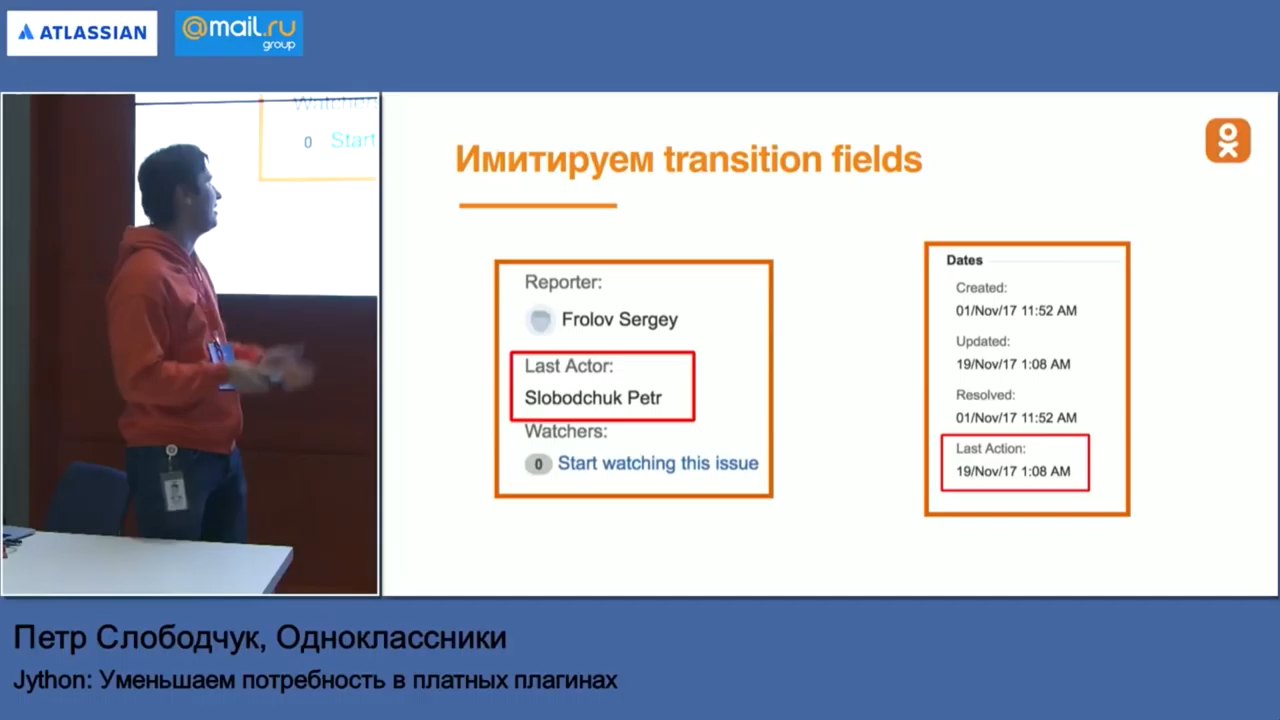 ATLASSIAN
@mail.ru
group
Watchers
0 Start
Имитируем transition fields
Reporter:
Frolov Sergey
Last Actor:
Slobodchuk Petr
Watchers:
0 Start watching this issue
Dates
Created:
01/Nov/17 11:52 AM
Updated:
19/Nov/17 1:08 AM
Resolved:
01/Nov/17 11:52 AM
Last Action:
19/Nov/17 1:08 AM
Петр Слободчук, Одноклассники
Jython: Уменьшаем потребность в платных плагинах